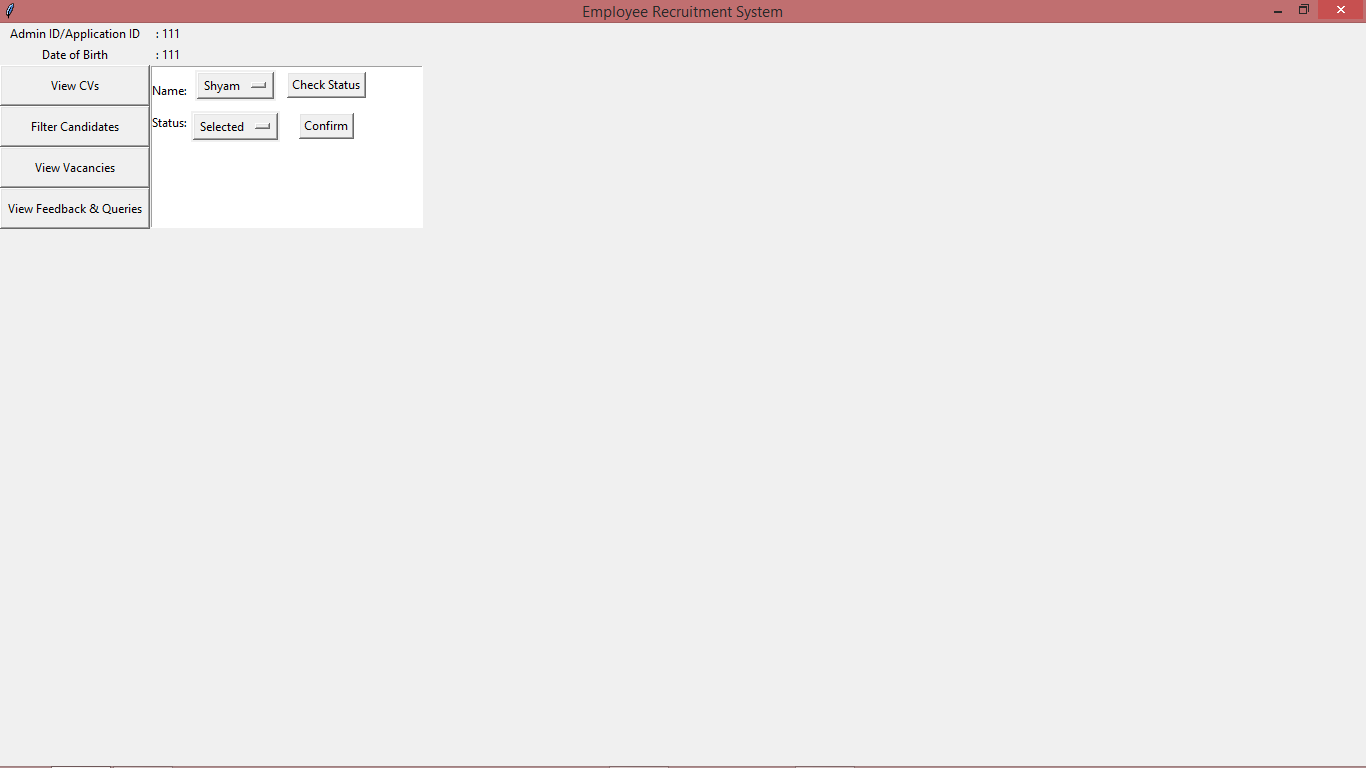 Employee Recruitment System
Admin ID/Application ID : 111
Date of Birth : 111
View CVs
Name: Shyam Check Status
Filter Candidates
Status: Selected Confirm
View Vacancies
View Feedback & Queries